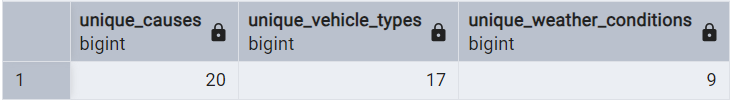 unique_causes unique_vehicle_types unique_weather_conditions
bigint bigint bigint
1 20 17 9